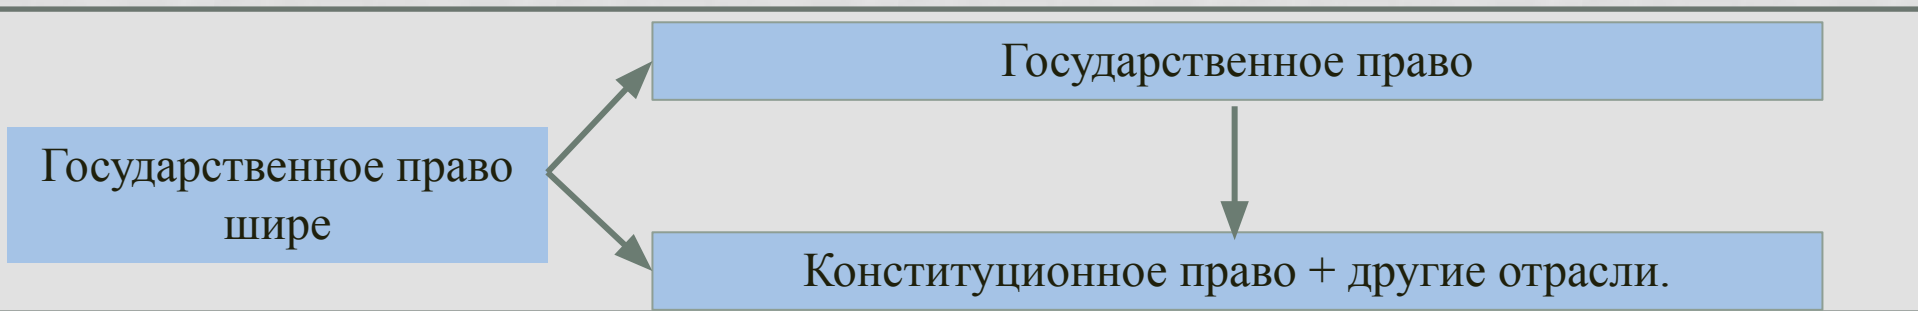 Государственное право
Государственное право
шире
Конституционное право + другие отрасли.